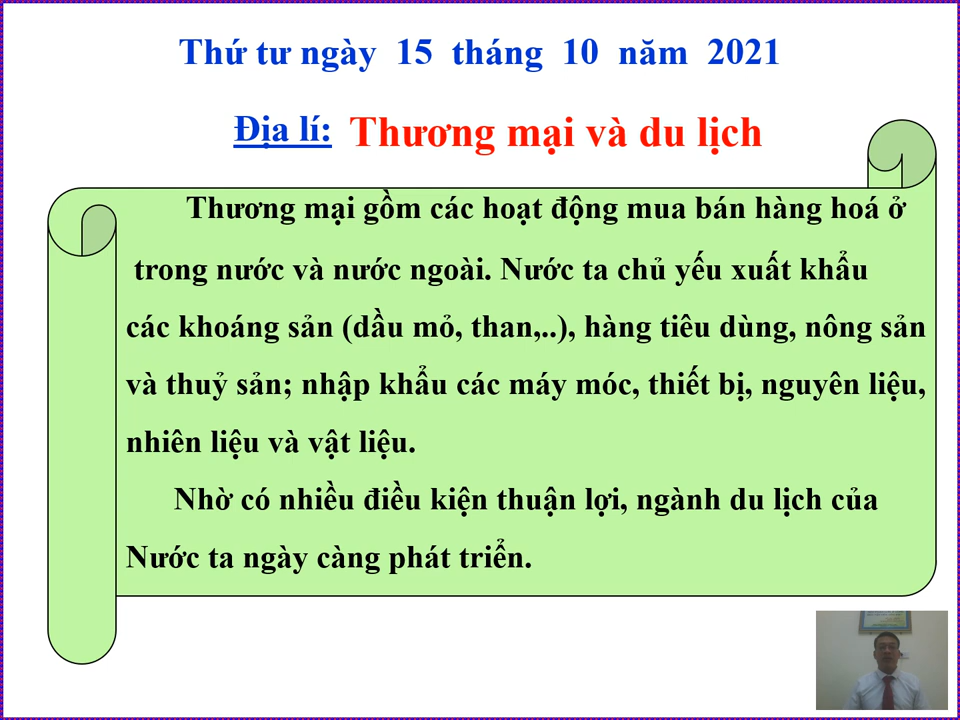 Thứ tư ngày 15 tháng 10 năm 2021
Địa lí: Thương mại và du lịch
Thương mại gồm các hoạt động mua bán hàng hoá ở
trong nước và nước ngoài. Nước ta chủ yếu xuất khẩu
các khoáng sản (dầu mỏ, than,..), hàng tiêu dùng, nông sản
và thuỷ sản; nhập khẩu các máy móc, thiết bị, nguyên liệu,
nhiên liệu và vật liệu.
Nhờ có nhiều điều kiện thuận lợi, ngành du lịch của
Nước ta ngày càng phát triển.